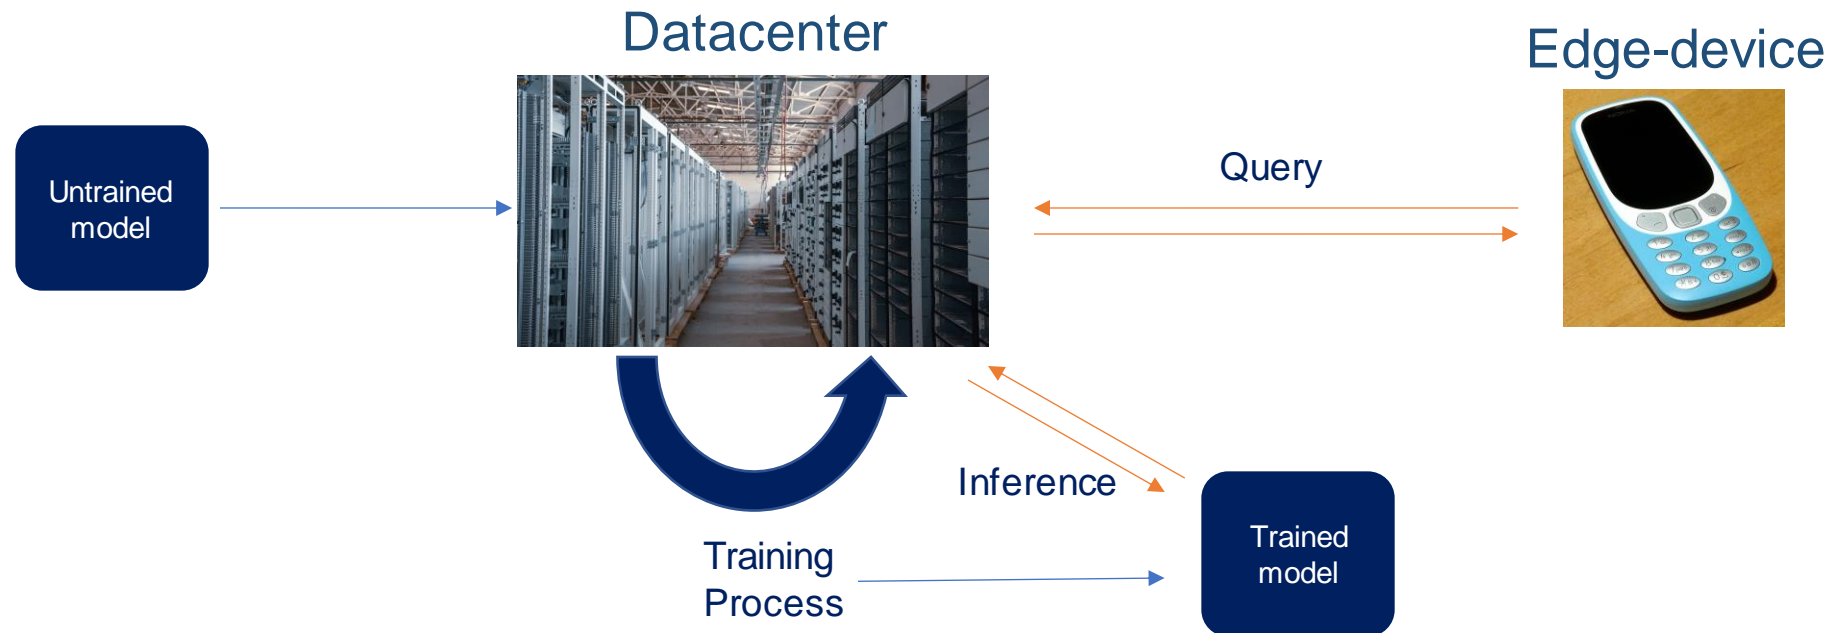 Datacenter
Edge-device
Untrained
model
Query
Inference
Training
Process
Trained
model